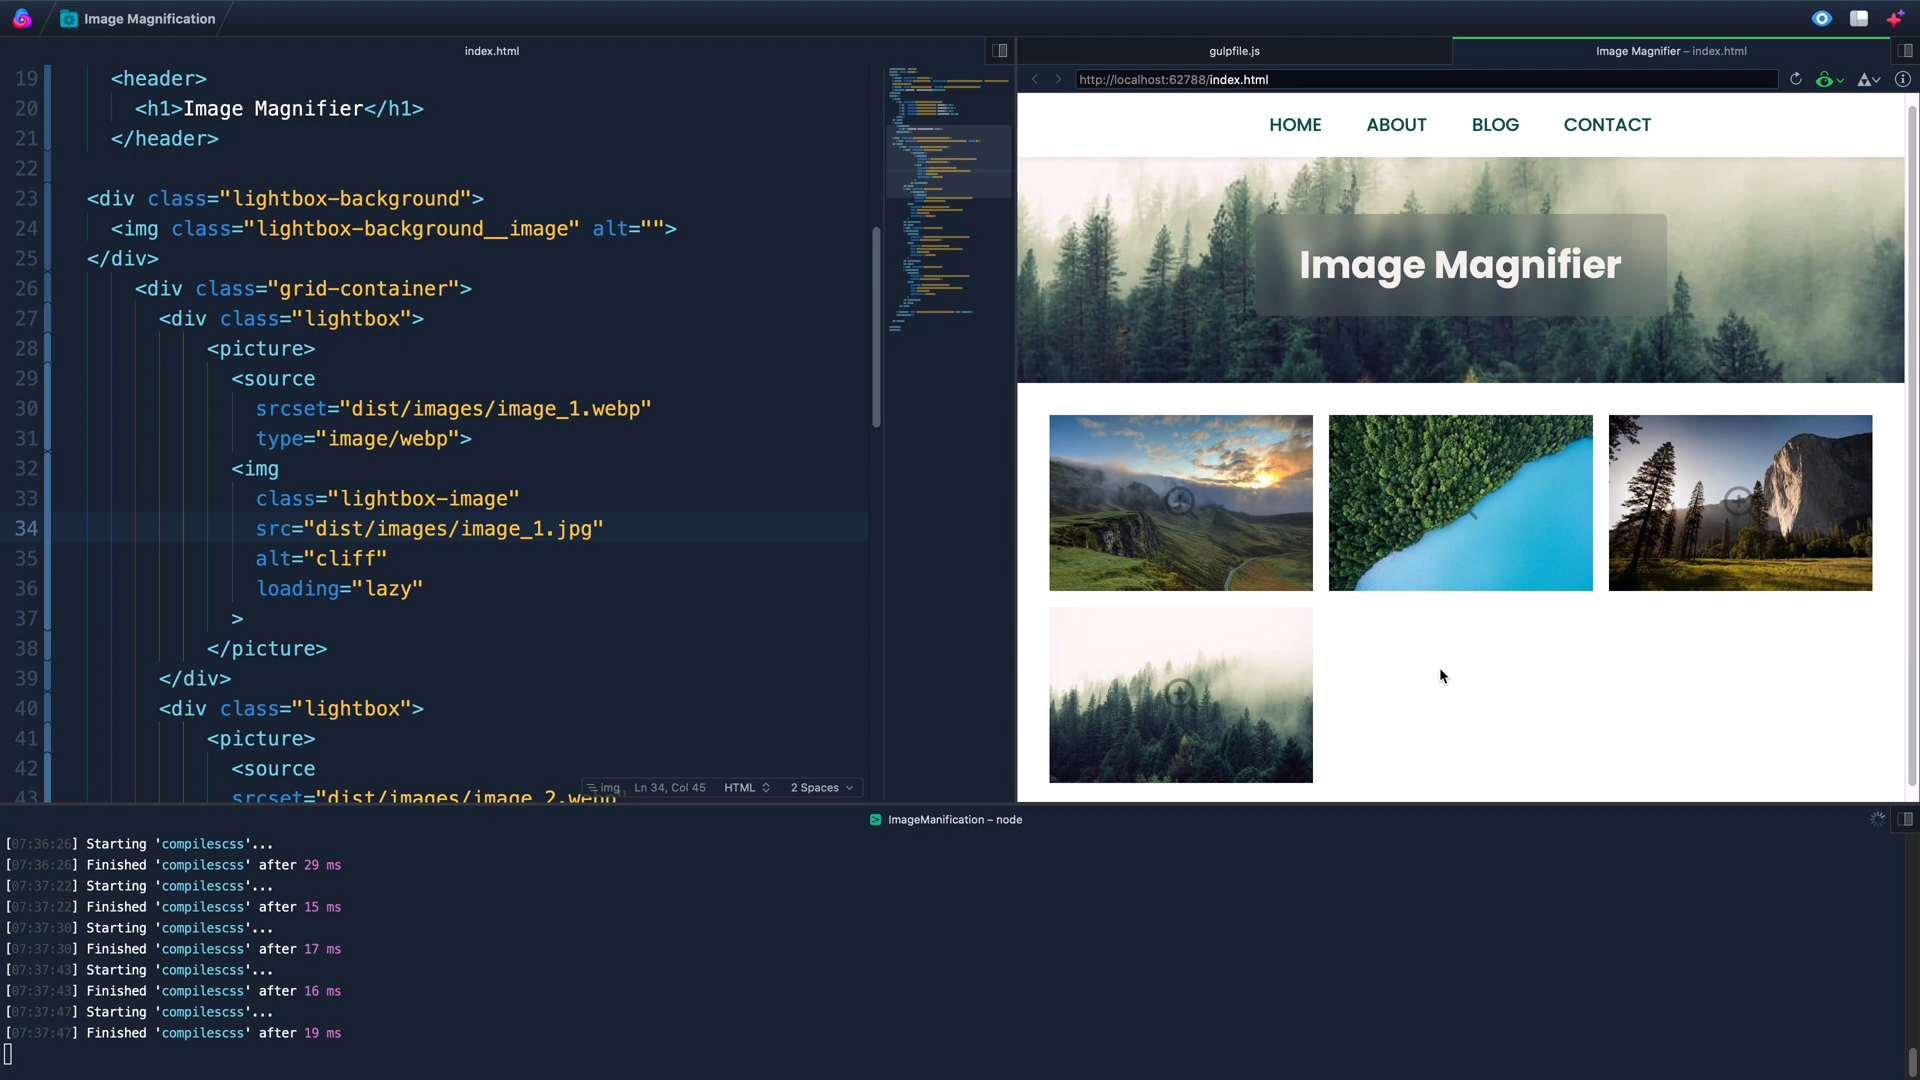 Image Magnification
index.html
19 <header>
20 <h1>Image Magnifier</h1>
21 </header>
22
23 <div class="lightbox-background">
24 <img class="lightbox-background__image" alt="">
25 </div>
26 <div class="grid-container">
27 <div class="lightbox">
28 <picture>
29 <source
30 srcset="dist/images/image_1.webp"
31 type="image/webp">
32 <img
33 class="lightbox-image"
34 src="dist/images/image_1.jpg"
35 alt="cliff"
36 loading="lazy"
37 >
38 </picture>
39 </div>
40 <div class="lightbox">
41 <picture>
42 <source
43 srcset="dist/images/image_2.webp"
img Ln 34, Col 45 HTML 2 Spaces
gulpfile.js
Image Magnifier – index.html
http://localhost:62788/index.html
HOME ABOUT BLOG CONTACT
Image Magnifier
ImageManification – node
[07:36:26] Starting 'compilescss'...
[07:36:26] Finished 'compilescss' after 29 ms
[07:37:22] Starting 'compilescss'...
[07:37:22] Finished 'compilescss' after 15 ms
[07:37:30] Starting 'compilescss'...
[07:37:30] Finished 'compilescss' after 17 ms
[07:37:43] Starting 'compilescss'...
[07:37:43] Finished 'compilescss' after 16 ms
[07:37:47] Starting 'compilescss'...
[07:37:47] Finished 'compilescss' after 19 ms